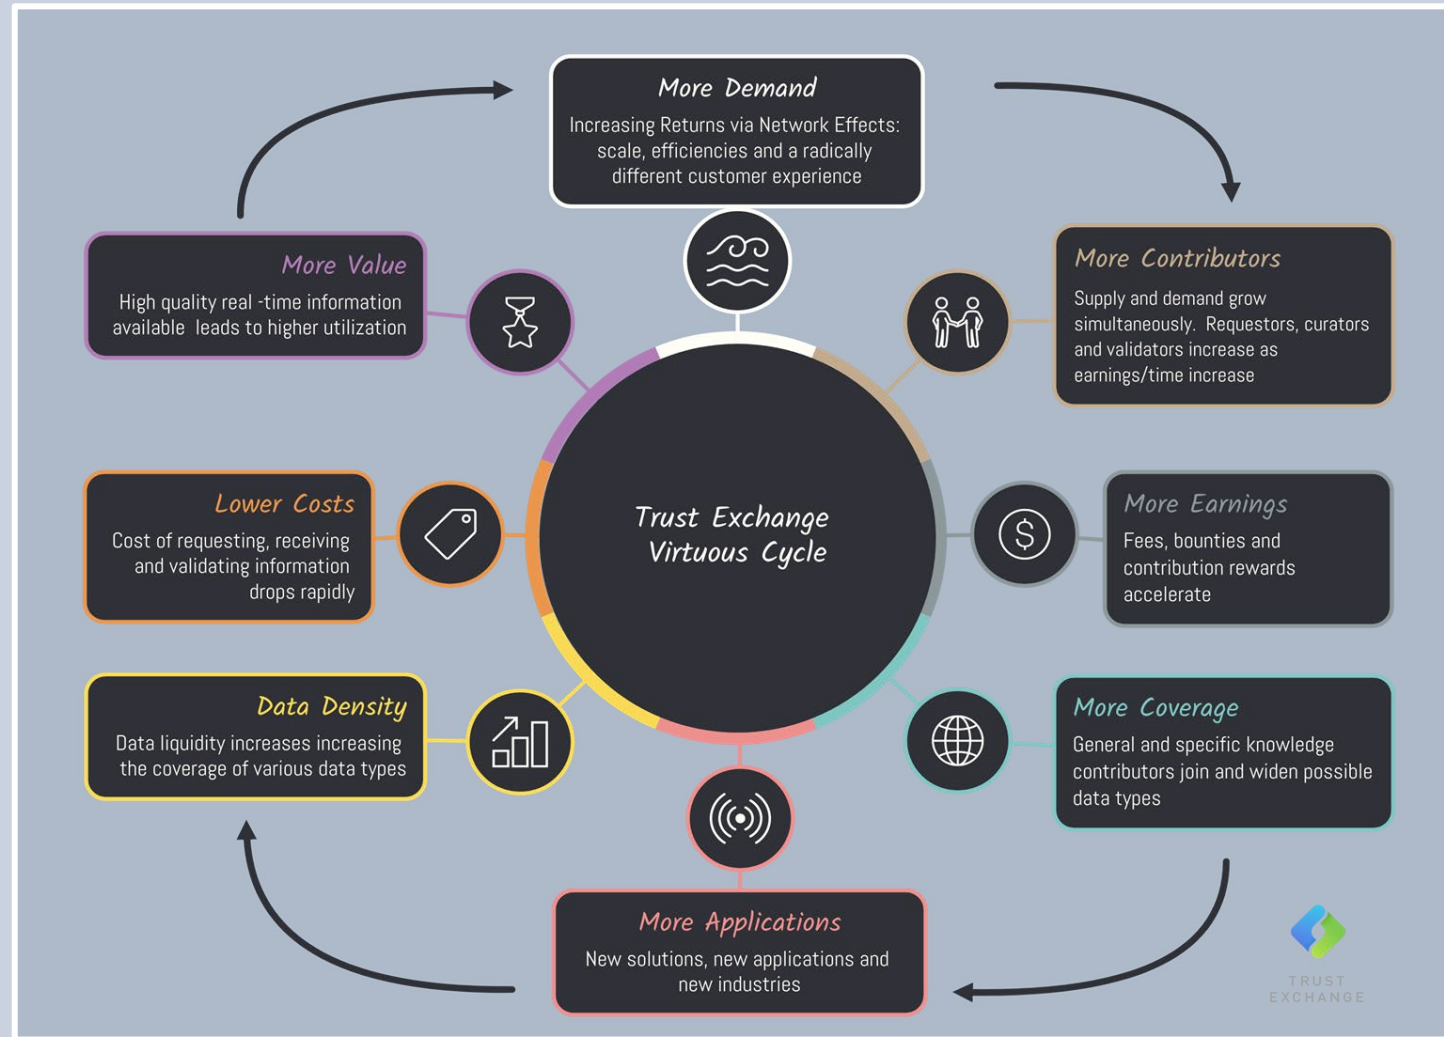 More Demand
Increasing Returns via Network Effects:
scale, efficiencies and a radically
different customer experience
More Value
High quality real -time information
available leads to higher utilization
More Contributors
Supply and demand grow
simultaneously. Requestors, curators
and validators increase as
earnings/time increase
Trust Exchange
Virtuous Cycle
Lower Costs
Cost of requesting, receiving
and validating information
drops rapidly
More Earnings
Fees, bounties and
contribution rewards
accelerate
$
Data Density
Data liquidity increases increasing
the coverage of various data types
More Coverage
General and specific knowledge
contributors join and widen possible
data types
More Applications
New solutions, new applications and
new industries
TRUST
EXCHANGE